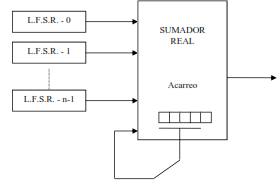 L.F.S.R. - 0
L.F.S.R. - 1
L.F.S.R. - n-1
SUMADOR
REAL
Acarreo